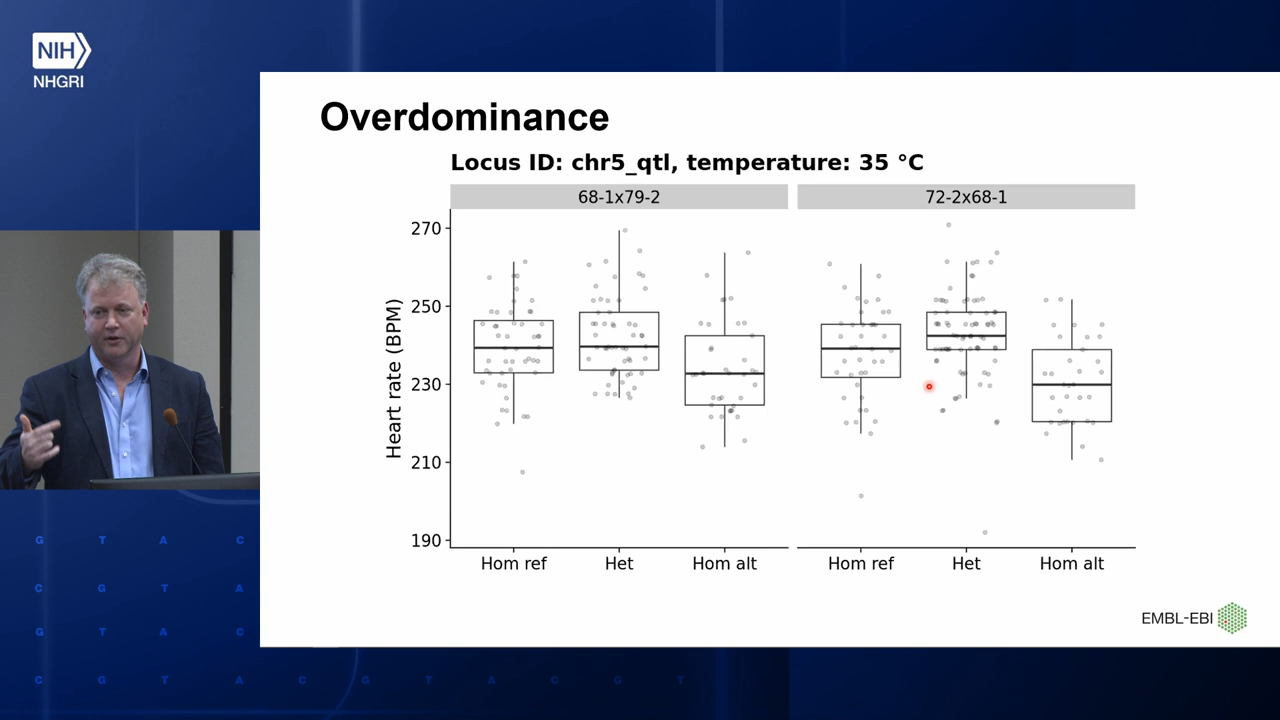 NIH
NHGRI
Overdominance
Locus ID: chr5_qtl, temperature: 35 °C
68-1x79-2
72-2x68-1
Heart rate (BPM)
270
250
230
210
190
Hom ref
Het
Hom alt
Hom ref
Het
Hom alt
EMBL-EBI
G T A C
C G T A
G T A C
C G T A C G T A C G T